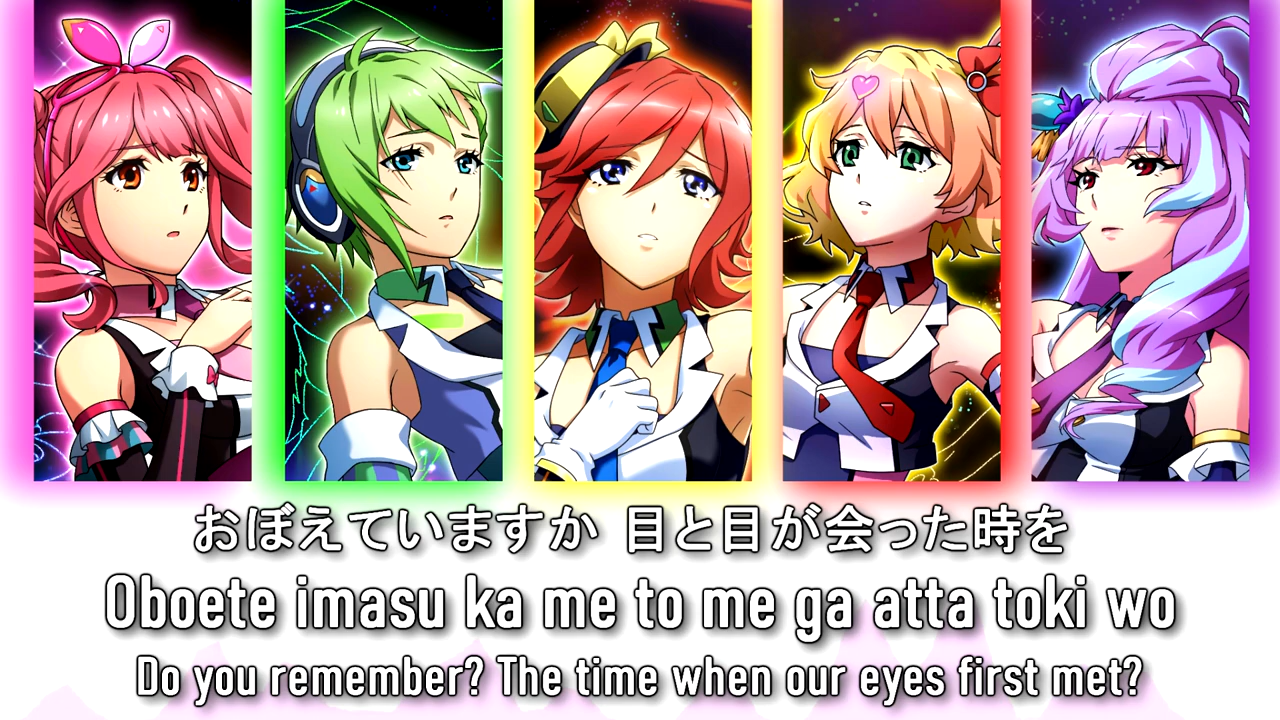 おぼえていますか 目と目が会った時を
Oboete imasu ka me to me ga atta toki wo
Do you remember? The time when our eyes first met?